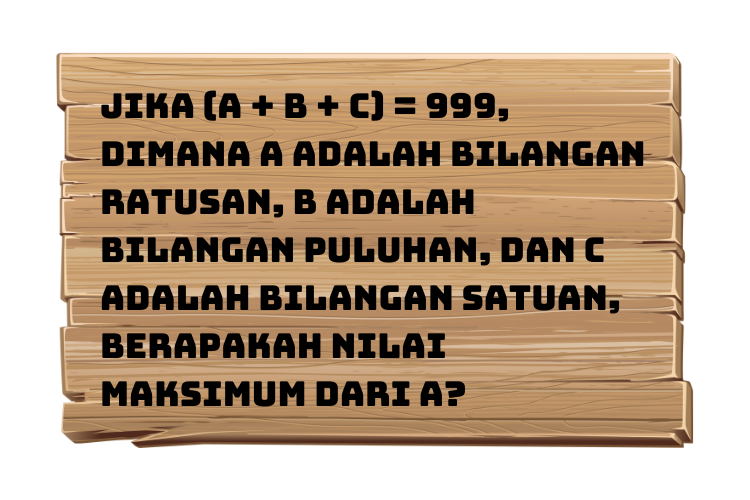 JIKA (A + B + C) = 999,
DIMANA A ADALAH BILANGAN
RATUSAN, B ADALAH
BILANGAN PULUHAN, DAN C
ADALAH BILANGAN SATUAN,
BERAPAKAH NILAI
MAKSIMUM DARI A?